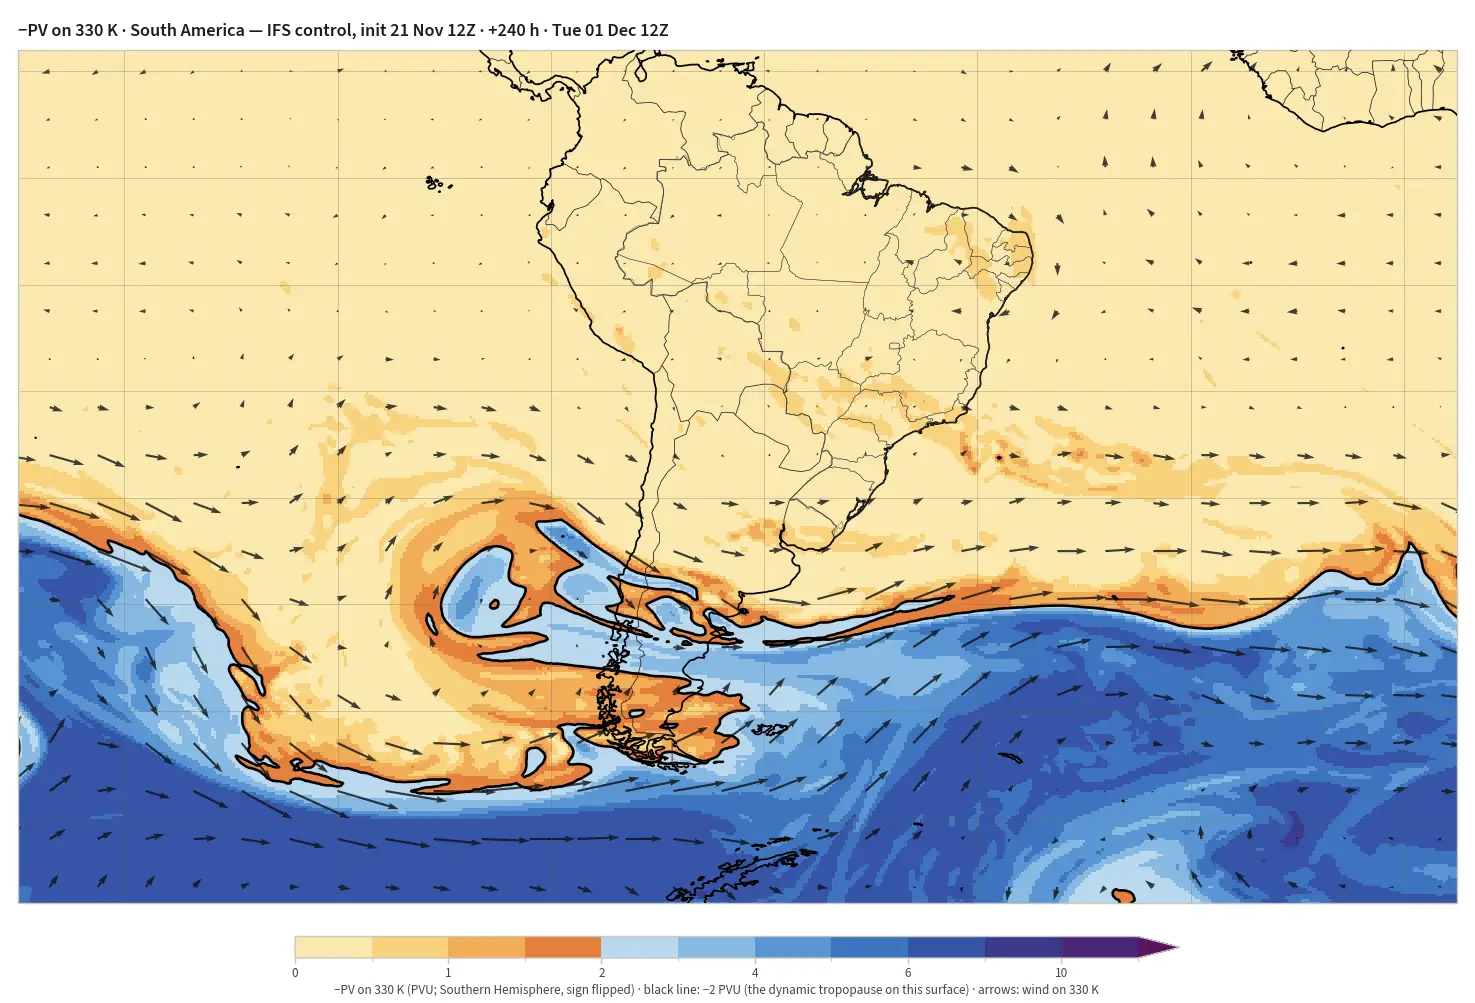 −PV on 330 K · South America — IFS control, init 21 Nov 12Z · +240 h · Tue 01 Dec 12Z
0 1 2 4 6 10
−PV on 330 K (PVU; Southern Hemisphere, sign flipped) · black line: −2 PVU (the dynamic tropopause on this surface) · arrows: wind on 330 K